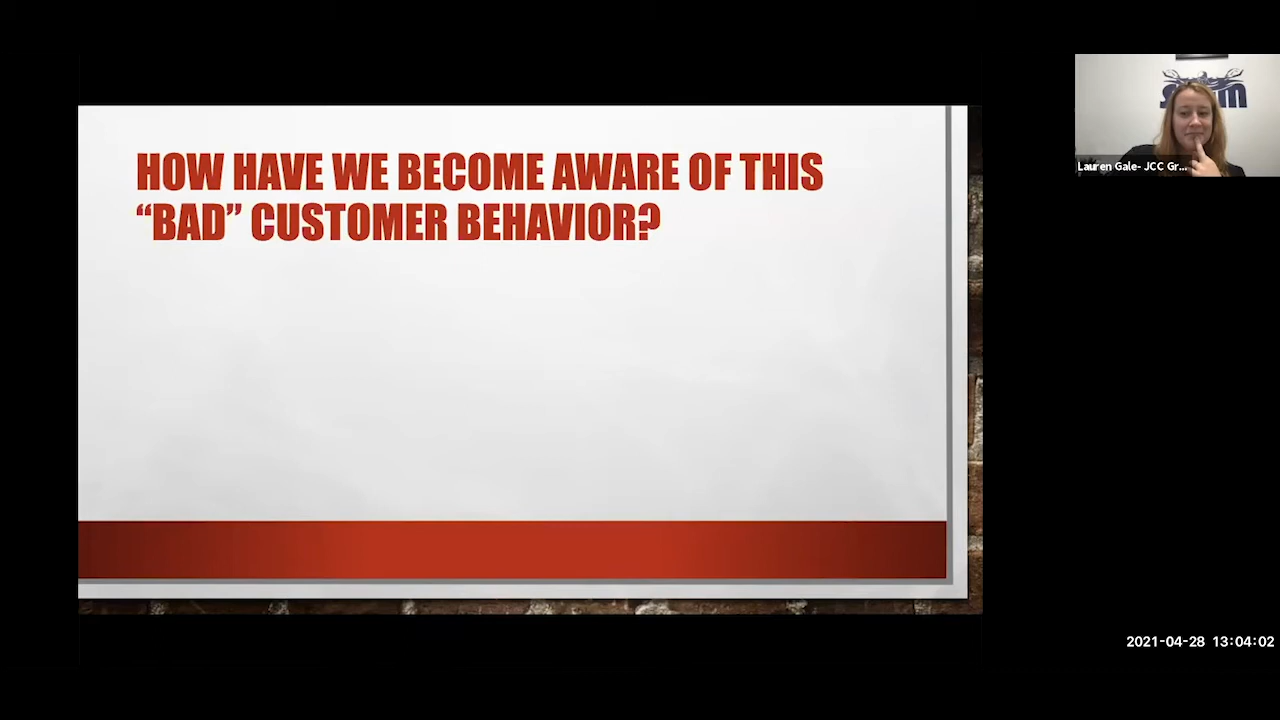 HOW HAVE WE BECOME AWARE OF THIS
“BAD” CUSTOMER BEHAVIOR?
Lauren Gale- JCC Gr...
2021-04-28 13:04:02